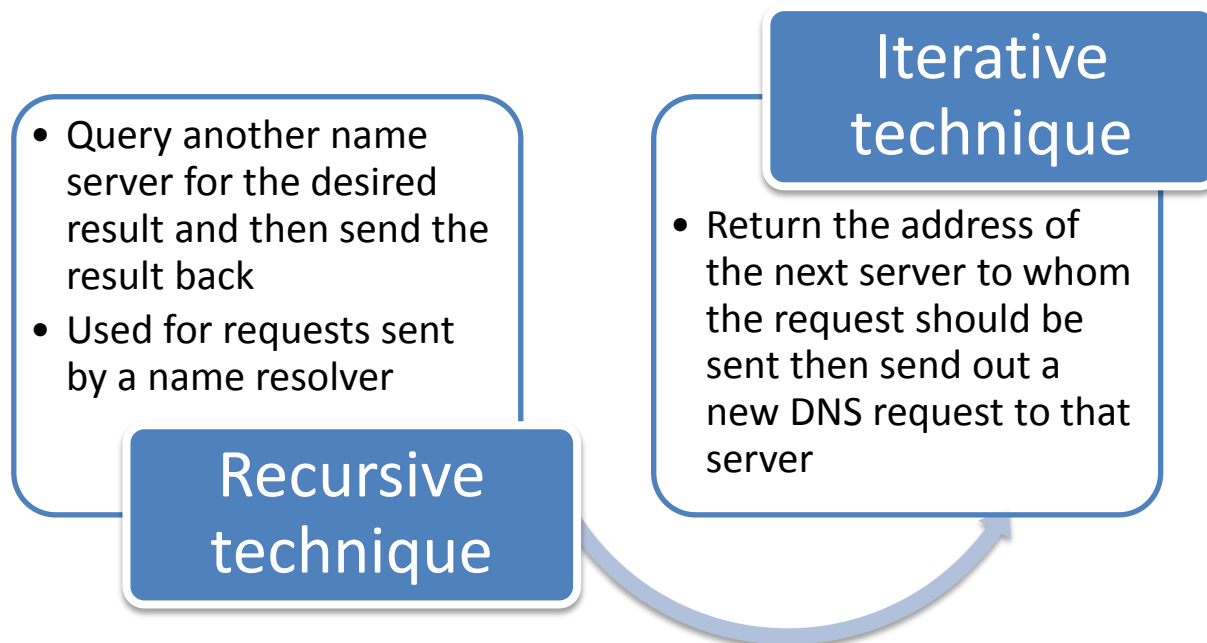 • Query another name
server for the desired
result and then send the
result back
• Used for requests sent
by a name resolver
Recursive
technique
Iterative
technique
• Return the address of
the next server to whom
the request should be
sent then send out a
new DNS request to that
server